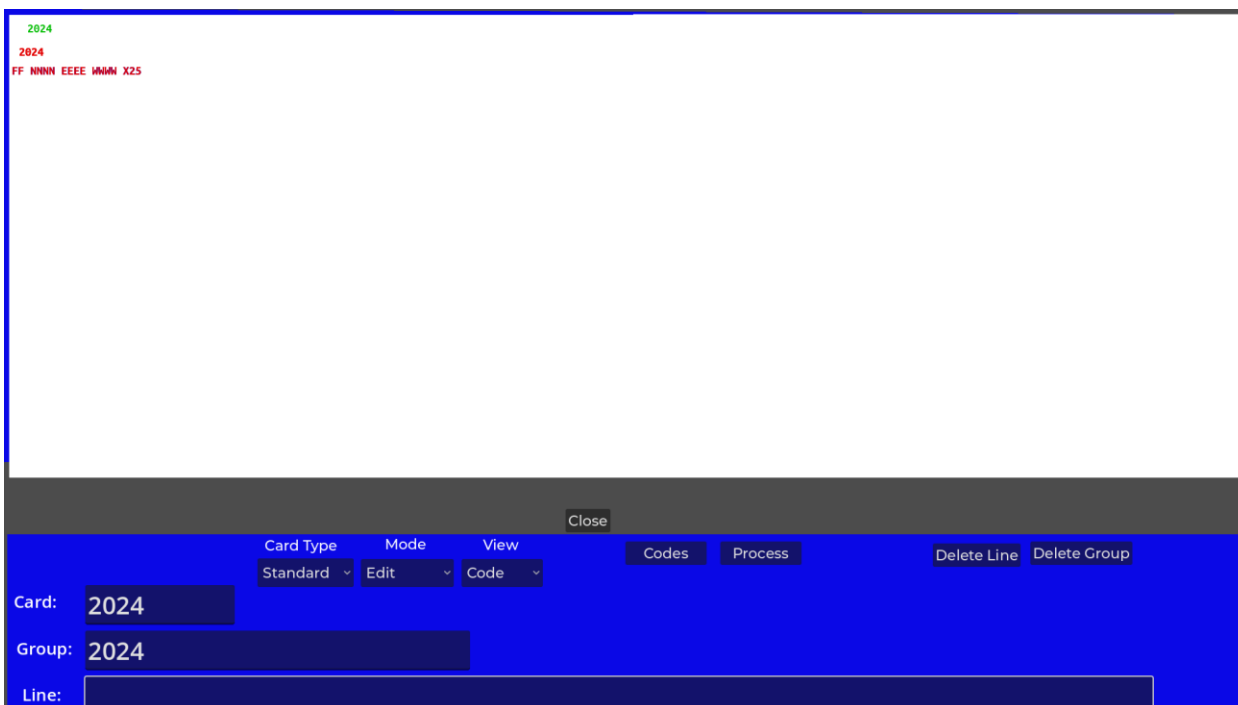 2024
2024
FF NNNN EEEE WWWW X25
Close
Card Type Mode View
Codes Process Delete Line Delete Group
Standard Edit Code
Card: 2024
Group: 2024
Line: